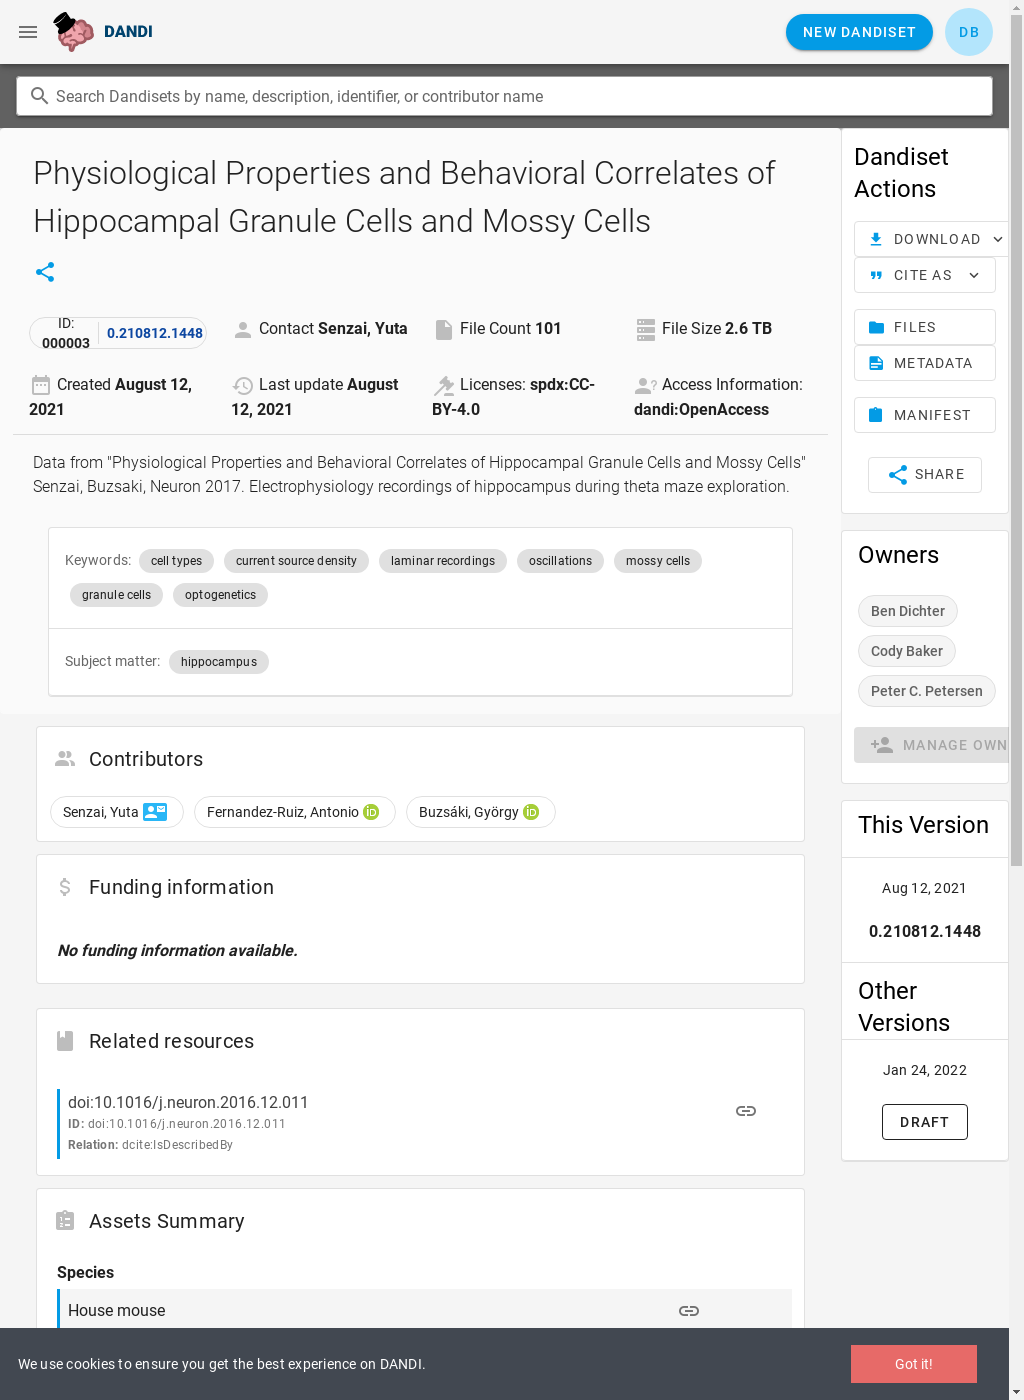 DANDI
NEW DANDISET
DB
Search Dandisets by name, description, identifier, or contributor name
Physiological Properties and Behavioral Correlates of
Hippocampal Granule Cells and Mossy Cells
ID:
000003
0.210812.1448
Contact Senzai, Yuta
File Count 101
File Size 2.6 TB
Created August 12,
2021
Last update August
12, 2021
Licenses: spdx:CC-
BY-4.0
Access Information:
dandi:OpenAccess
Data from "Physiological Properties and Behavioral Correlates of Hippocampal Granule Cells and Mossy Cells"
Senzai, Buzsaki, Neuron 2017. Electrophysiology recordings of hippocampus during theta maze exploration.
Keywords: cell types current source density laminar recordings oscillations mossy cells
granule cells optogenetics
Subject matter: hippocampus
Contributors
Senzai, Yuta Fernandez-Ruiz, Antonio iD Buzsáki, György iD
Funding information
No funding information available.
Related resources
doi:10.1016/j.neuron.2016.12.011
ID: doi:10.1016/j.neuron.2016.12.011
Relation: dcite:IsDescribedBy
Assets Summary
Species
House mouse
Dandiset
Actions
DOWNLOAD
CITE AS
FILES
METADATA
MANIFEST
SHARE
Owners
Ben Dichter
Cody Baker
Peter C. Petersen
MANAGE OWN
This Version
Aug 12, 2021
0.210812.1448
Other
Versions
Jan 24, 2022
DRAFT
We use cookies to ensure you get the best experience on DANDI.
Got it!